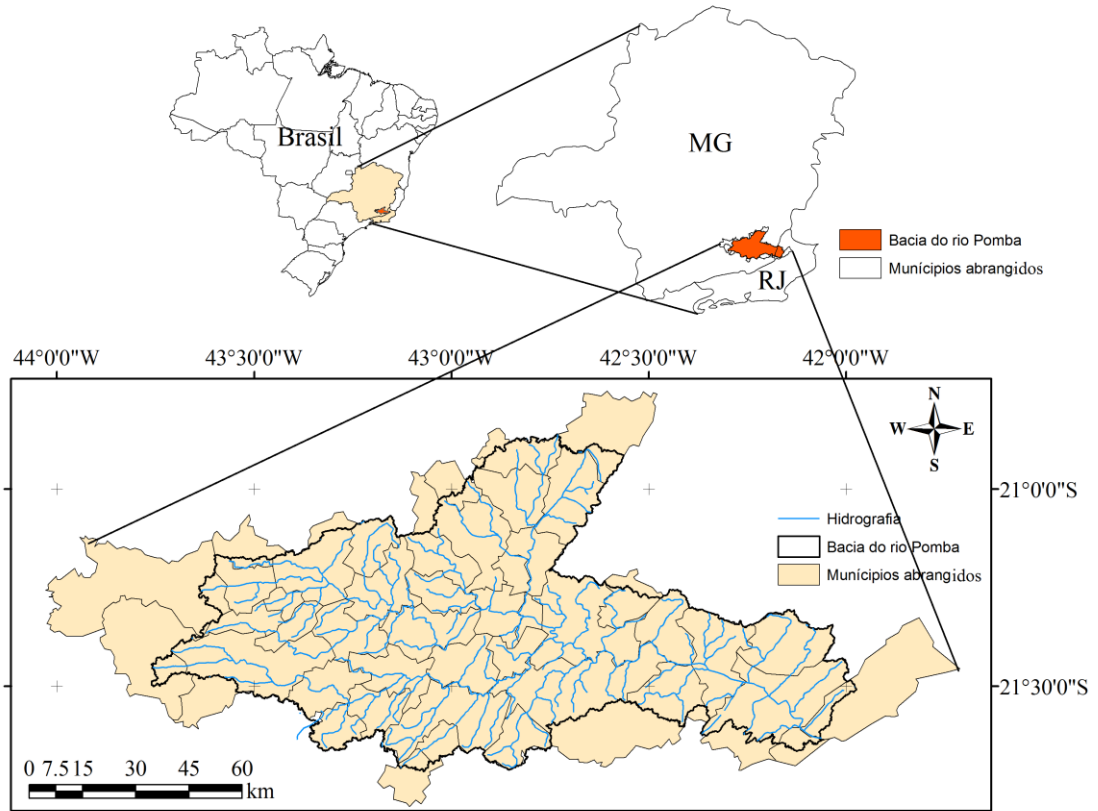 Brasil
MG
RJ
Bacia do rio Pomba
Munícipios abrangidos
44°0'0"W 43°30'0"W 43°0'0"W 42°30'0"W 42°0'0"W
N
W E
S
21°0'0"S
Hidrografia
Bacia do rio Pomba
Munícipios abrangidos
21°30'0"S
0 7.5 15 30 45 60
km